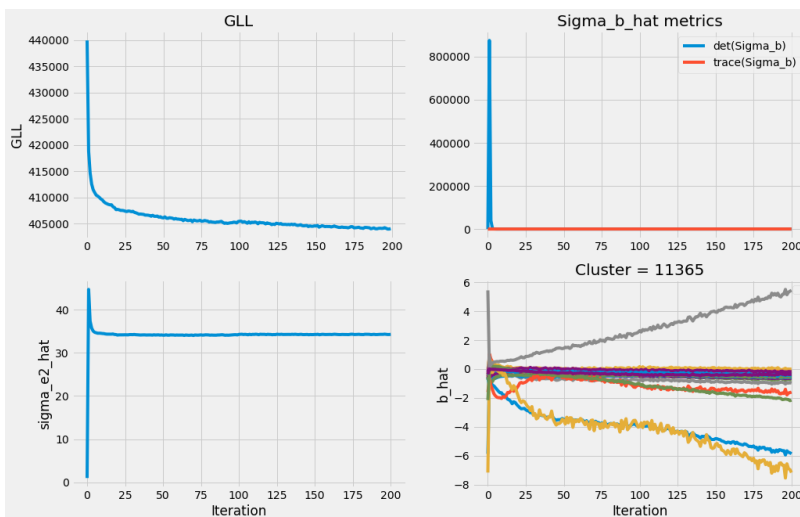 GLL
GLL
440000
435000
430000
425000
420000
415000
410000
405000
0 25 50 75 100 125 150 175 200
Sigma_b_hat metrics
det(Sigma_b)
trace(Sigma_b)
800000
600000
400000
200000
0
0 25 50 75 100 125 150 175 200
sigma_e2_hat
40
30
20
10
0
0 25 50 75 100 125 150 175 200
Iteration
Cluster = 11365
b_hat
6
4
2
0
−2
−4
−6
−8
0 25 50 75 100 125 150 175 200
Iteration